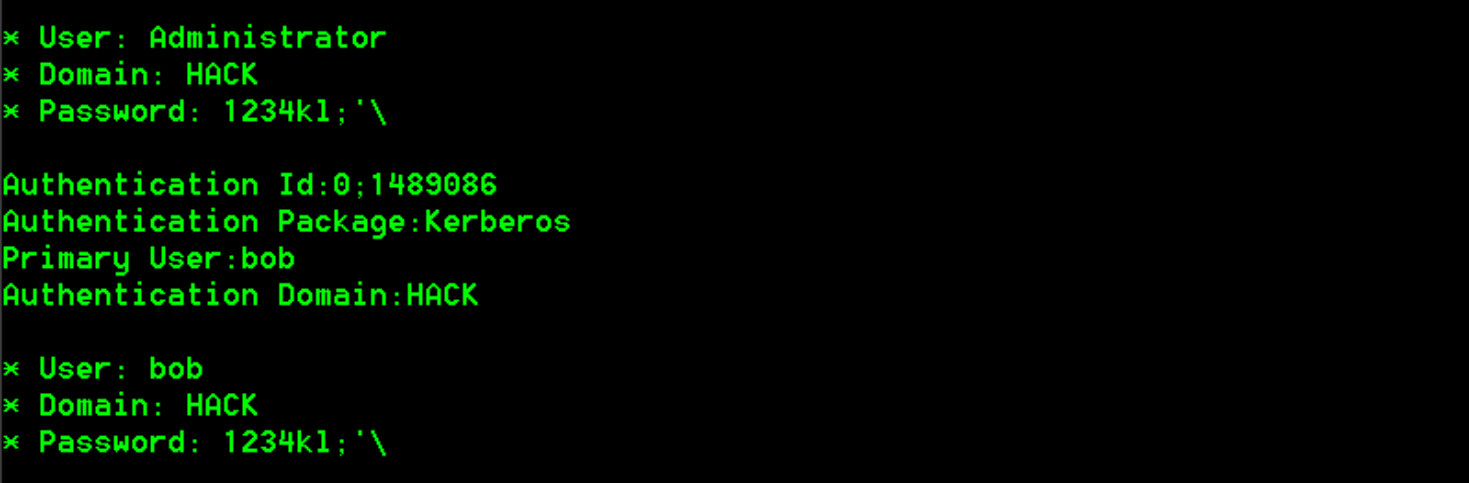 * User: Administrator
* Domain: HACK
* Password: 1234kl;'\
Authentication Id:0;1489086
Authentication Package:Kerberos
Primary User:bob
Authentication Domain:HACK
* User: bob
* Domain: HACK
* Password: 1234kl;'\